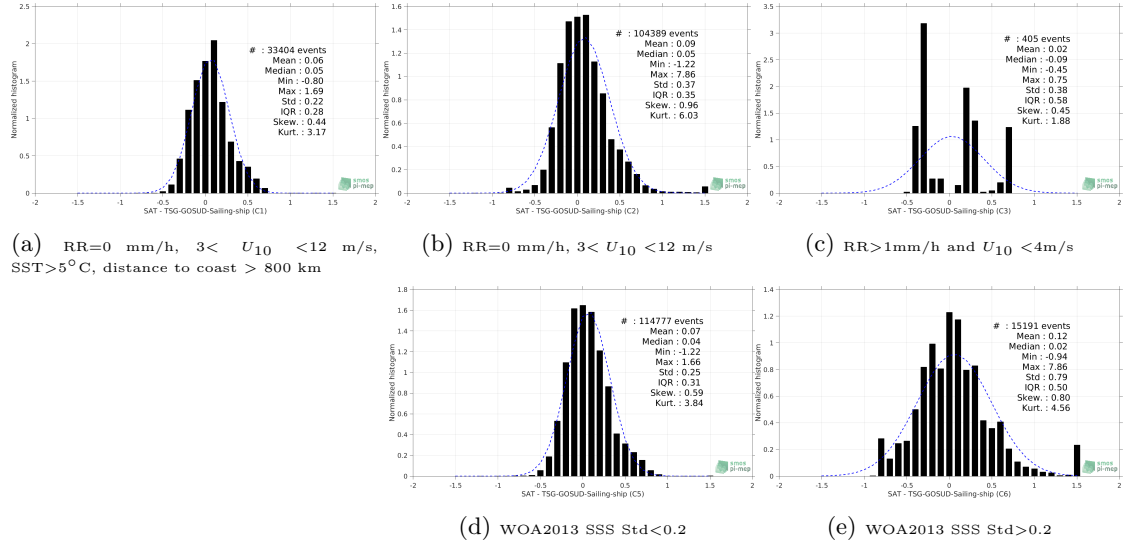 2.5
2
1.5
1
0.5
0
Normalized histogram
# : 33404 events
Mean : 0.06
Median : 0.05
Min : -0.80
Max : 1.69
Std : 0.22
IQR : 0.28
Skew. : 0.44
Kurt. : 3.17
smos
pi-mep
-2 -1.5 -1 -0.5 0 0.5 1 1.5 2
SAT - TSG-GOSUD-Sailing-ship (C1)
(a) RR=0 mm/h, 3< U10 <12 m/s,
SST>5°C, distance to coast > 800 km
1.6
1.4
1.2
1
0.8
0.6
0.4
0.2
0
Normalized histogram
# : 104389 events
Mean : 0.09
Median : 0.05
Min : -1.22
Max : 7.86
Std : 0.37
IQR : 0.35
Skew. : 0.96
Kurt. : 6.03
smos
pi-mep
-2 -1.5 -1 -0.5 0 0.5 1 1.5 2
SAT - TSG-GOSUD-Sailing-ship (C2)
(b) RR=0 mm/h, 3< U10 <12 m/s
3.5
3
2.5
2
1.5
1
0.5
0
Normalized histogram
# : 405 events
Mean : 0.02
Median : -0.09
Min : -0.45
Max : 0.75
Std : 0.38
IQR : 0.58
Skew. : 0.45
Kurt. : 1.88
smos
pi-mep
-2 -1.5 -1 -0.5 0 0.5 1 1.5 2
SAT - TSG-GOSUD-Sailing-ship (C3)
(c) RR>1mm/h and U10 <4m/s
1.8
1.6
1.4
1.2
1
0.8
0.6
0.4
0.2
0
Normalized histogram
# : 114777 events
Mean : 0.07
Median : 0.04
Min : -1.22
Max : 1.66
Std : 0.25
IQR : 0.31
Skew. : 0.59
Kurt. : 3.84
smos
pi-mep
-2 -1.5 -1 -0.5 0 0.5 1 1.5 2
SAT - TSG-GOSUD-Sailing-ship (C5)
(d) WOA2013 SSS Std<0.2
1.4
1.2
1
0.8
0.6
0.4
0.2
0
Normalized histogram
# : 15191 events
Mean : 0.12
Median : 0.02
Min : -0.94
Max : 7.86
Std : 0.79
IQR : 0.50
Skew. : 0.80
Kurt. : 4.56
smos
pi-mep
-2 -1.5 -1 -0.5 0 0.5 1 1.5 2
SAT - TSG-GOSUD-Sailing-ship (C6)
(e) WOA2013 SSS Std>0.2